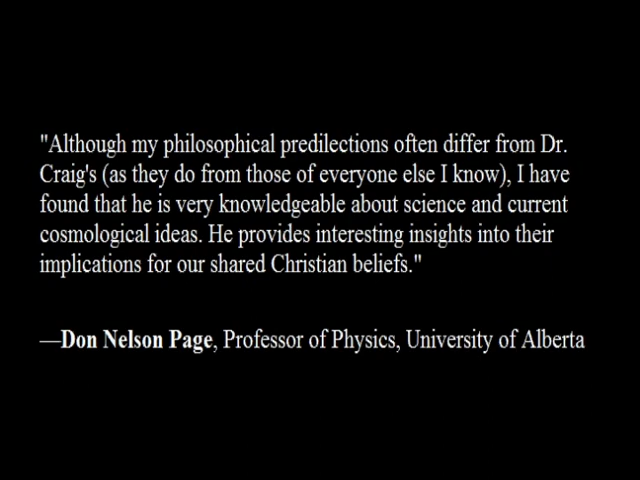 "Although my philosophical predilections often differ from Dr.
Craig's (as they do from those of everyone else I know), I have
found that he is very knowledgeable about science and current
cosmological ideas. He provides interesting insights into their
implications for our shared Christian beliefs."
—Don Nelson Page, Professor of Physics, University of Alberta